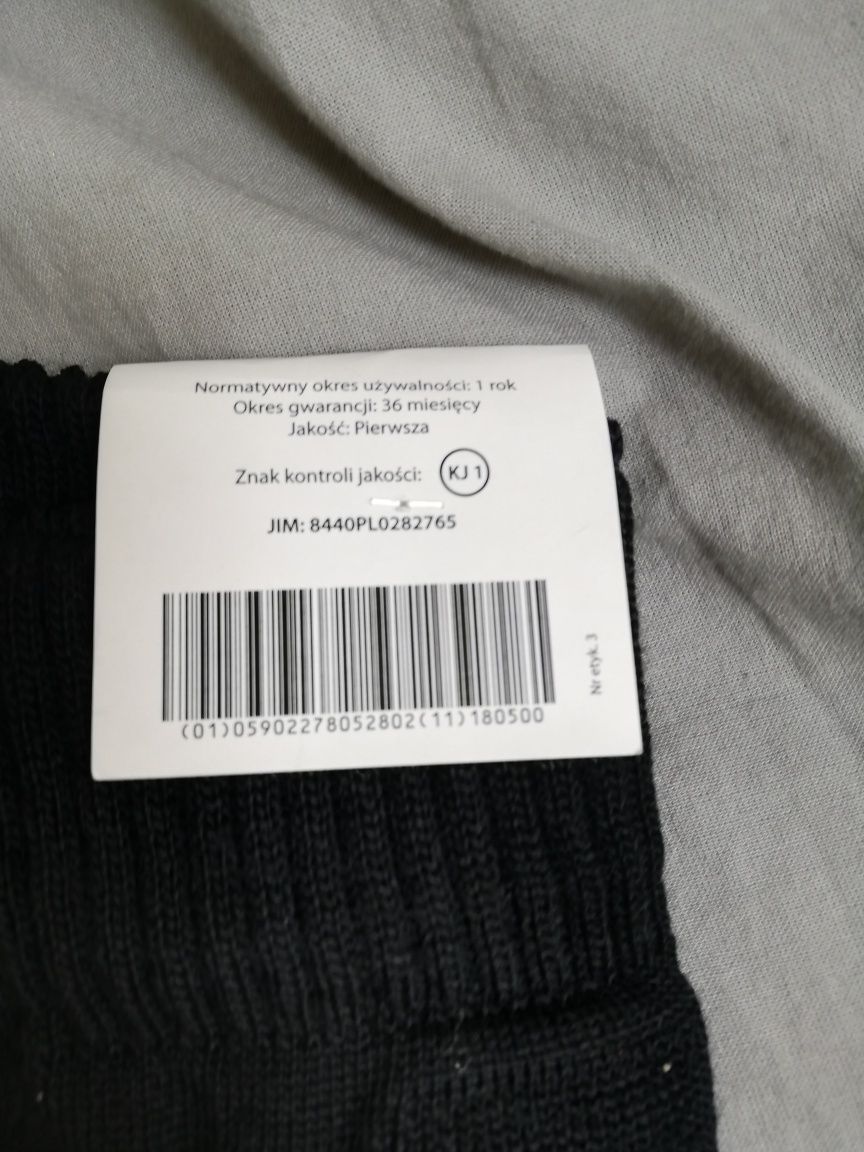 Normatywny okres używalności: 1 rok
Okres gwarancji: 36 miesięcy
Jakość: Pierwsza
Znak kontroli jakości: KJ 1
JIM: 8440PL0282765
(01)05902278052802(11)180500
Nr etyk. 3